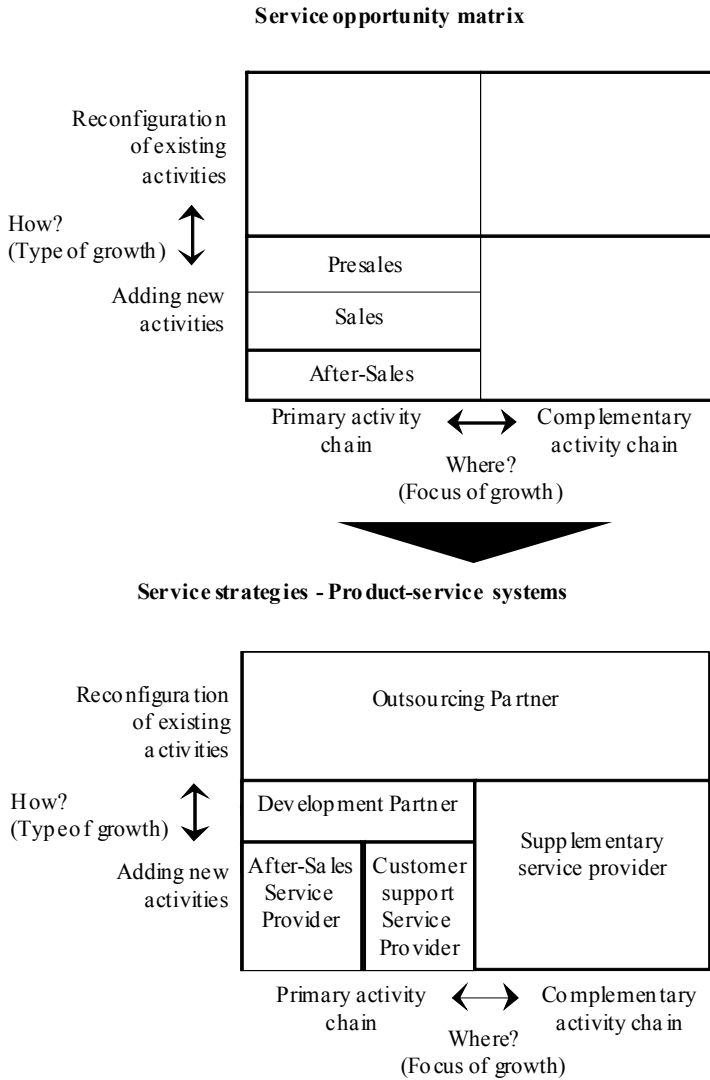 Service opportunity matrix
Reconfiguration
of existing
activities
How?
(Type of growth)
Adding new
activities
Presales
Sales
After-Sales
Primary activity
chain
Complementary
activity chain
Where?
(Focus of growth)
Service strategies - Product-service systems
Reconfiguration
of existing
activities
How?
(Type of growth)
Adding new
activities
Outsourcing Partner
Development Partner
After-Sales
Service
Provider
Customer
support
Service
Provider
Supplementary
service provider
Primary activity
chain
Complementary
activity chain
Where?
(Focus of growth)